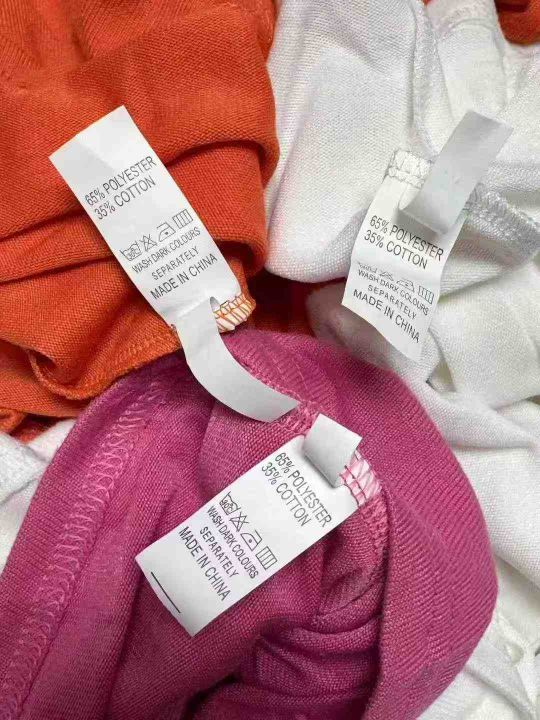 65% POLYESTER
35% COTTON
WASH DARK COLOURS
SEPARATELY
MADE IN CHINA
65% POLYESTER
35% COTTON
WASH DARK COLOURS
SEPARATELY
MADE IN CHINA
65% POLYESTER
35% COTTON
WASH DARK COLOURS
SEPARATELY
MADE IN CHINA